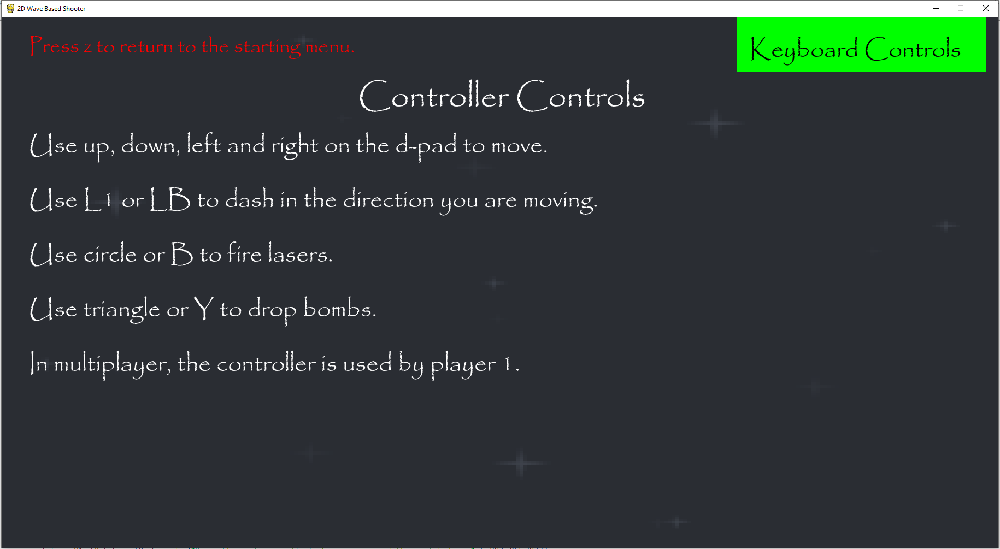 2D Wave Based Shooter
Press z to return to the starting menu.
Keyboard Controls
Controller Controls
Use up, down, left and right on the d-pad to move.
Use L1 or LB to dash in the direction you are moving.
Use circle or B to fire lasers.
Use triangle or Y to drop bombs.
In multiplayer, the controller is used by player 1.